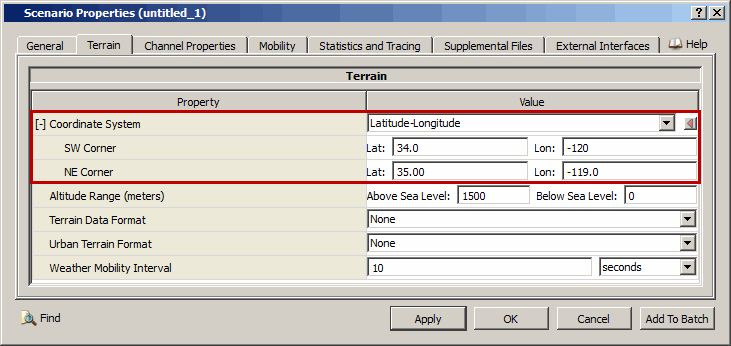 Scenario Properties (untitled_1)
General Terrain Channel Properties Mobility Statistics and Tracing Supplemental Files External Interfaces Help
Terrain
Property Value
[-] Coordinate System Latitude-Longitude
SW Corner Lat: 34.0 Lon: -120
NE Corner Lat: 35.00 Lon: -119.0
Altitude Range (meters) Above Sea Level: 1500 Below Sea Level: 0
Terrain Data Format None
Urban Terrain Format None
Weather Mobility Interval 10 seconds
Find Apply OK Cancel Add To Batch